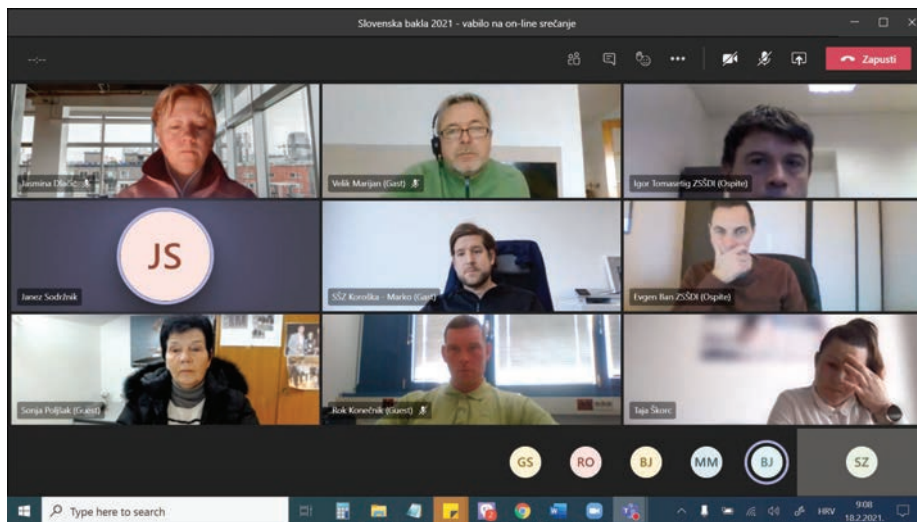 Slovenska bakla 2021 - vabilo na on-line srečanje
--:--
Zapusti
Jasmina Dlačić
Velik Marijan (Gast)
Igor Tomasetig ZSŠDI (Ospite)
JS
Janez Sodržnik
SŠZ Koroška - Marko (Gast)
Evgen Ban ZSŠDI (Ospite)
Sonja Poljšak (Guest)
Rok Konečnik (Guest)
Taja Škorc
GS
RO
BJ
MM
BJ
SZ
Type here to search
HRV
9:08
18.2.2021.